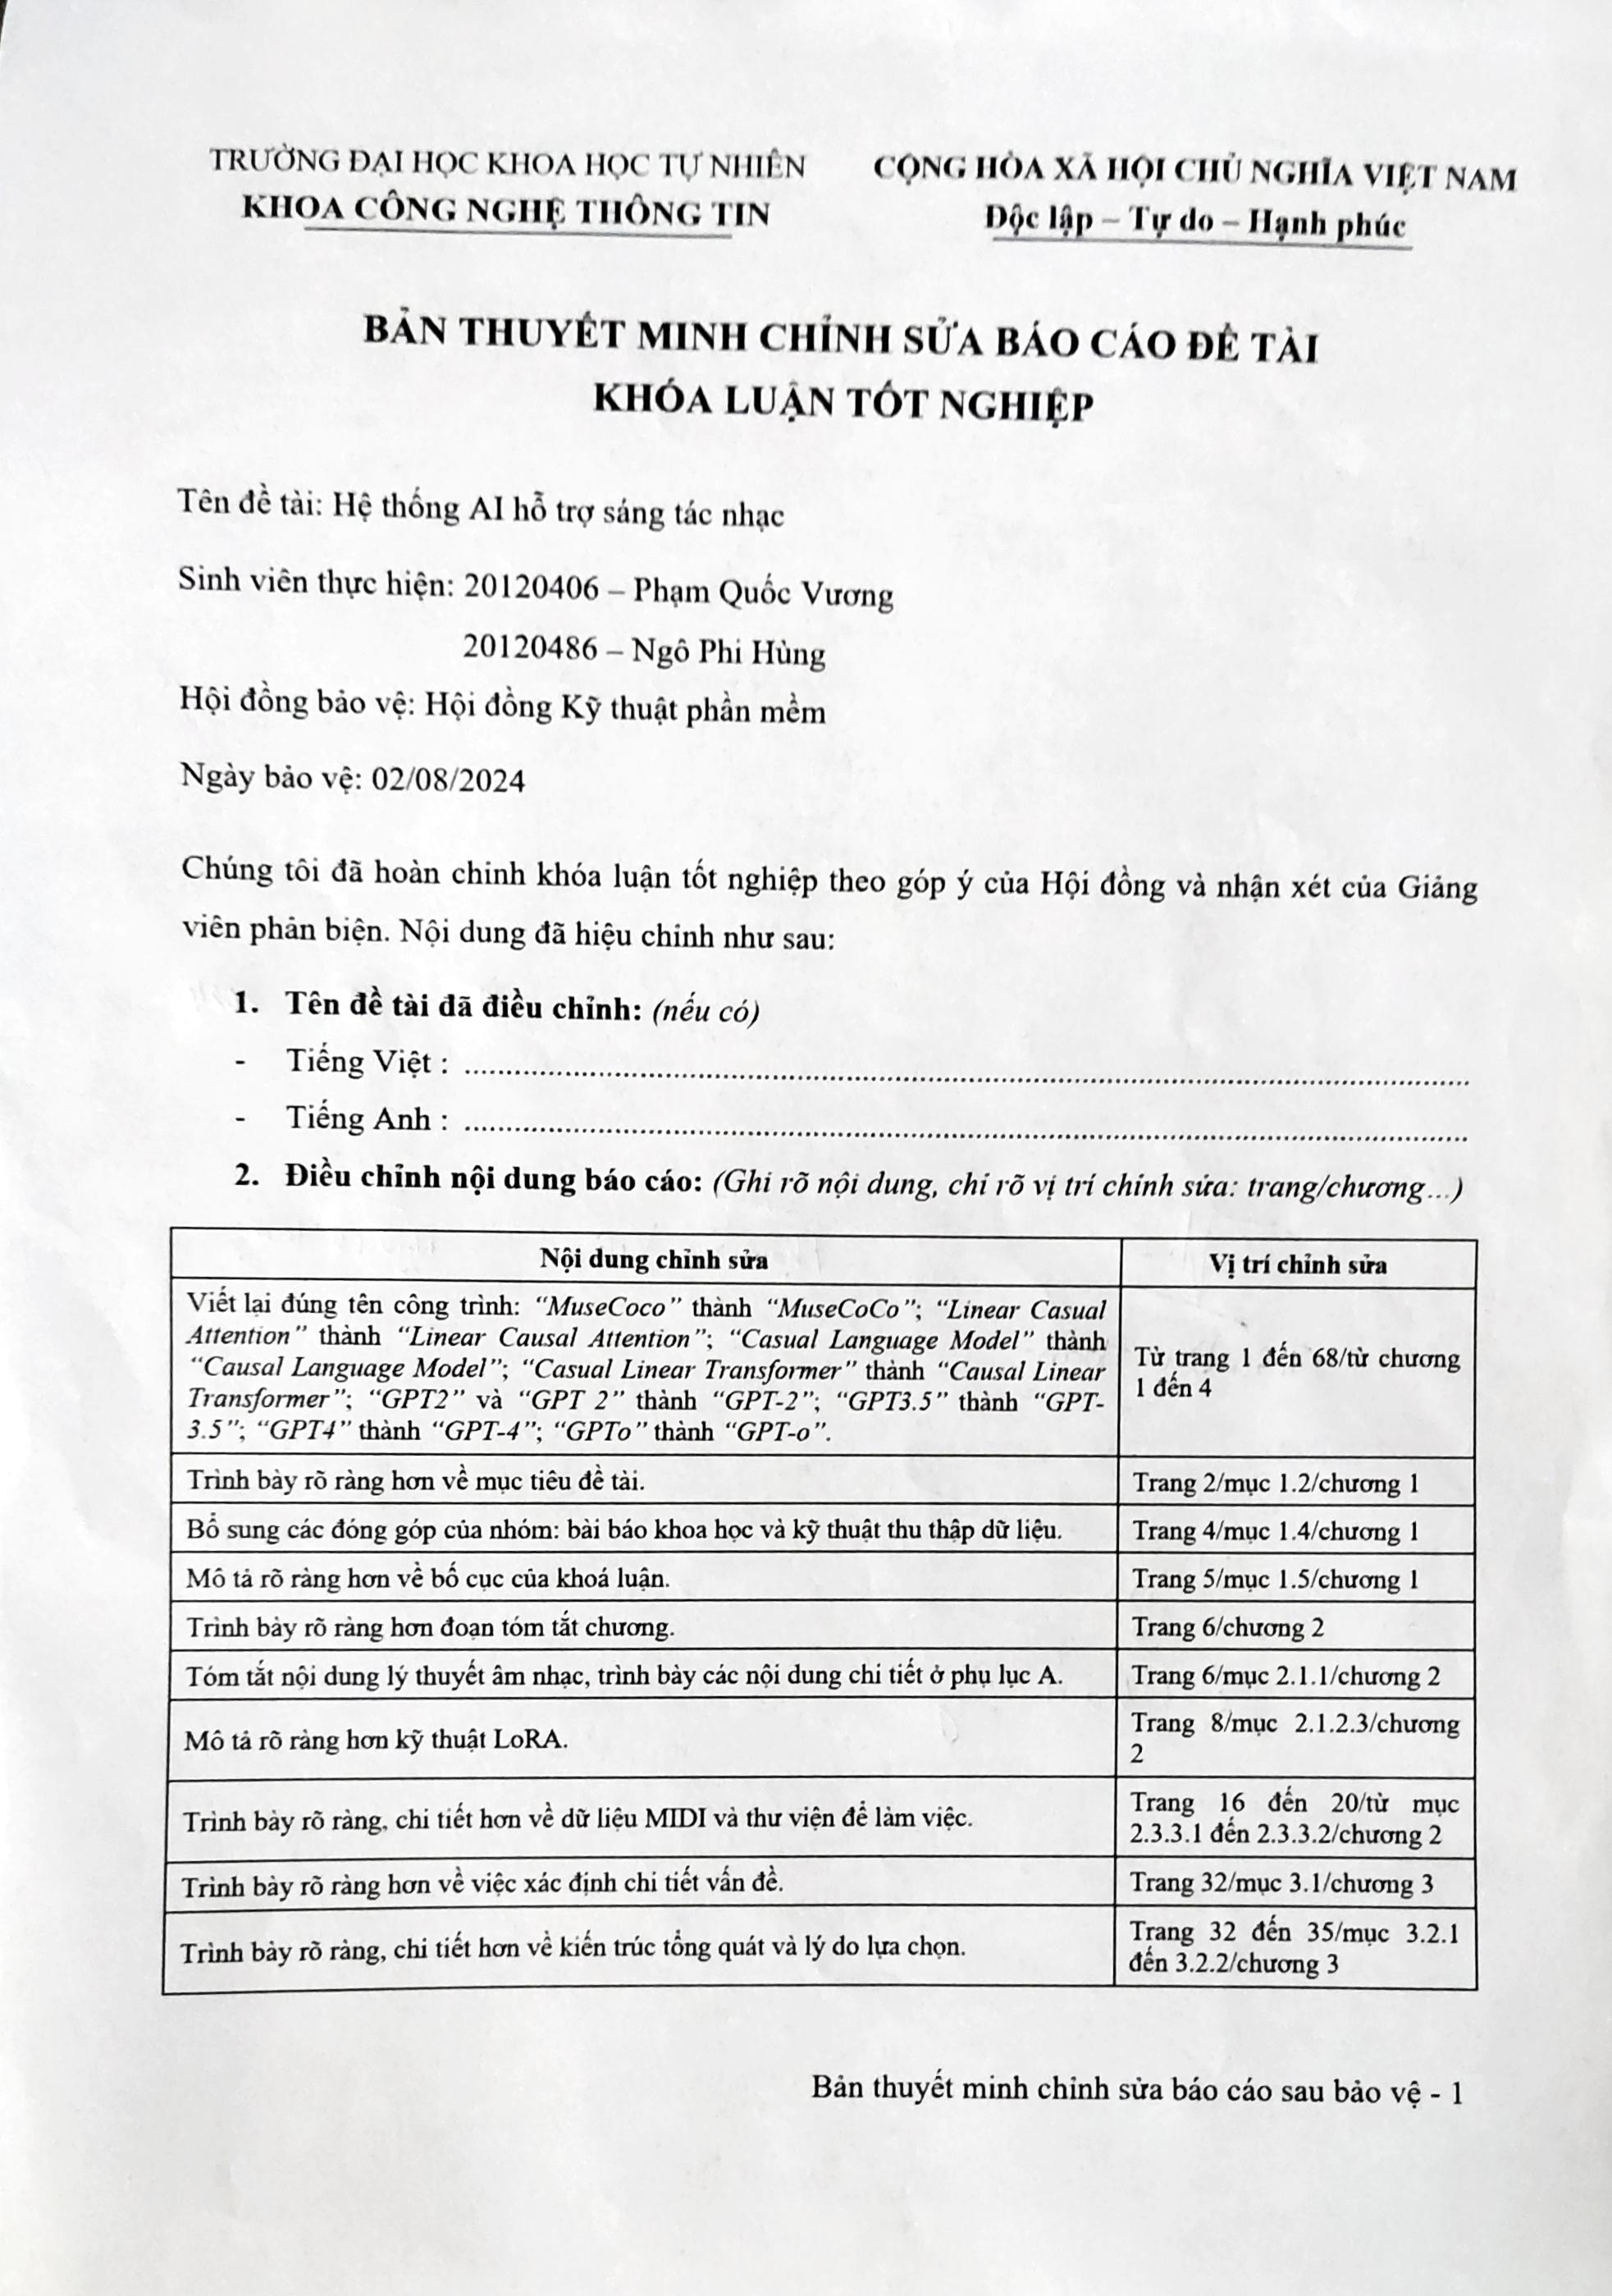 TRƯỜNG ĐẠI HỌC KHOA HỌC TỰ NHIÊN
KHOA CÔNG NGHỆ THÔNG TIN
CỘNG HÒA XÃ HỘI CHỦ NGHĨA VIỆT NAM
Độc lập – Tự do – Hạnh phúc
BẢN THUYẾT MINH CHỈNH SỬA BÁO CÁO ĐỀ TÀI
KHÓA LUẬN TỐT NGHIỆP
Tên đề tài: Hệ thống AI hỗ trợ sáng tác nhạc
Sinh viên thực hiện: 20120406 – Phạm Quốc Vương
20120486 – Ngô Phi Hùng
Hội đồng bảo vệ: Hội đồng Kỹ thuật phần mềm
Ngày bảo vệ: 02/08/2024
Chúng tôi đã hoàn chỉnh khóa luận tốt nghiệp theo góp ý của Hội đồng và nhận xét của Giảng
viên phản biện. Nội dung đã hiệu chỉnh như sau:
1. Tên đề tài đã điều chỉnh: (nếu có)
- Tiếng Việt : ........................................................................
- Tiếng Anh : ........................................................................
2. Điều chỉnh nội dung báo cáo: (Ghi rõ nội dung, chỉ rõ vị trí chỉnh sửa: trang/chương...)
Nội dung chỉnh sửa
Vị trí chỉnh sửa
Viết lại đúng tên công trình: “MuseCoco” thành “MuseCoCo”; “Linear Casual
Attention” thành “Linear Causal Attention”; “Casual Language Model” thành
“Causal Language Model”; “Casual Linear Transformer” thành “Causal Linear
Transformer”; “GPT2” và “GPT 2” thành “GPT-2”; “GPT3.5” thành “GPT-
3.5”; “GPT4” thành “GPT-4”; “GPTo” thành “GPT-o”.
Từ trang 1 đến 68/từ chương
1 đến 4
Trình bày rõ ràng hơn về mục tiêu đề tài.
Trang 2/mục 1.2/chương 1
Bổ sung các đóng góp của nhóm: bài báo khoa học và kỹ thuật thu thập dữ liệu.
Trang 4/mục 1.4/chương 1
Mô tả rõ ràng hơn về bố cục của khoá luận.
Trang 5/mục 1.5/chương 1
Trình bày rõ ràng hơn đoạn tóm tắt chương.
Trang 6/chương 2
Tóm tắt nội dung lý thuyết âm nhạc, trình bày các nội dung chi tiết ở phụ lục A.
Trang 6/mục 2.1.1/chương 2
Mô tả rõ ràng hơn kỹ thuật LoRA.
Trang 8/mục 2.1.2.3/chương
2
Trình bày rõ ràng, chi tiết hơn về dữ liệu MIDI và thư viện để làm việc.
Trang 16 đến 20/từ mục
2.3.3.1 đến 2.3.3.2/chương 2
Trình bày rõ ràng hơn về việc xác định chi tiết vấn đề.
Trang 32/mục 3.1/chương 3
Trình bày rõ ràng, chi tiết hơn về kiến trúc tổng quát và lý do lựa chọn.
Trang 32 đến 35/mục 3.2.1
đến 3.2.2/chương 3
Bản thuyết minh chỉnh sửa báo cáo sau bảo vệ - 1